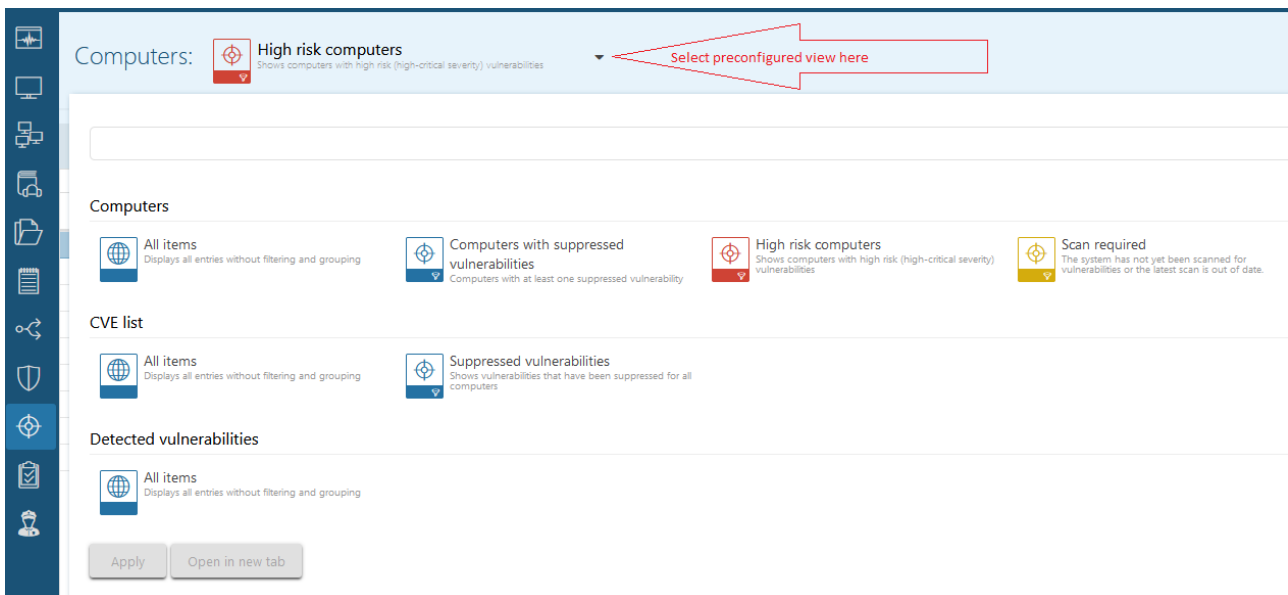 Computers:
High risk computers
Shows computers with high risk (high-critical severity) vulnerabilities
Select preconfigured view here
Computers
All items
Displays all entries without filtering and grouping
Computers with suppressed
vulnerabilities
Computers with at least one suppressed vulnerability
High risk computers
Shows computers with high risk (high-critical severity)
vulnerabilities
Scan required
The system has not yet been scanned for
vulnerabilities or the latest scan is out of date.
CVE list
All items
Displays all entries without filtering and grouping
Suppressed vulnerabilities
Shows vulnerabilities that have been suppressed for all
computers
Detected vulnerabilities
All items
Displays all entries without filtering and grouping
Apply
Open in new tab